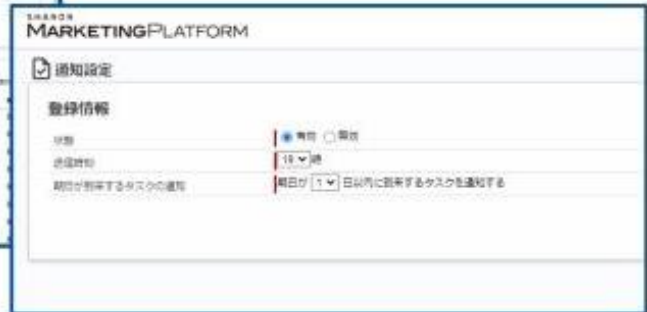 SHANON
MARKETINGPLATFORM
通知設定
登録情報
状態 有効 無効
送信時刻 18 時
期日が到来するタスクの通知 期日が 1 日以内に到来するタスクを通知する